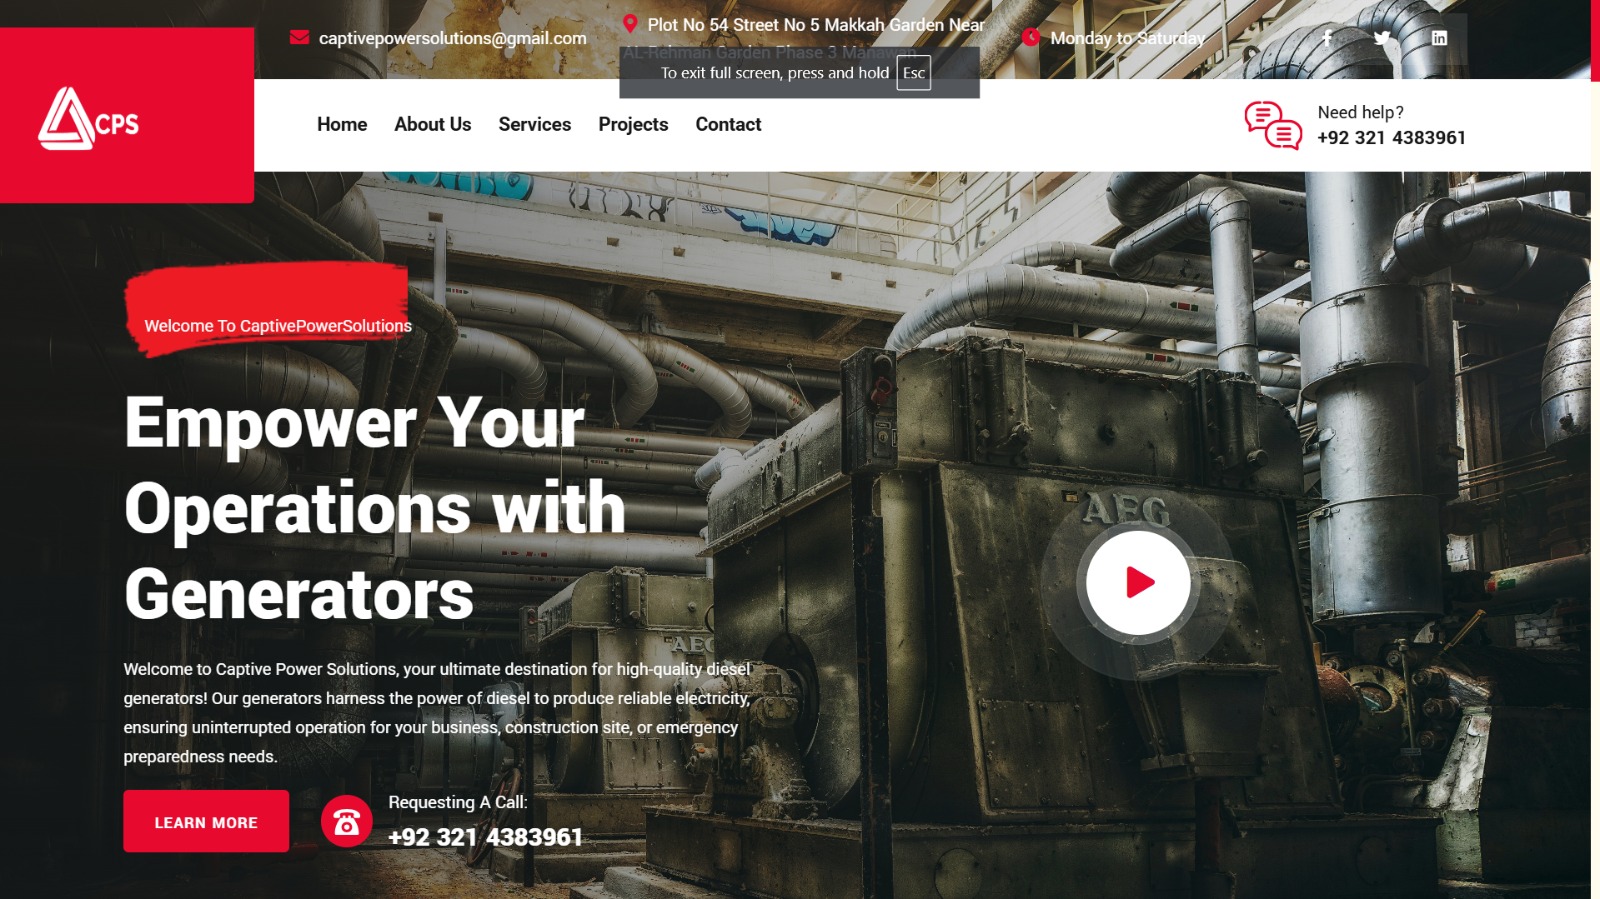 captivepowersolutions@gmail.com
Plot No 54 Street No 5 Makkah Garden Near
AL-Rehman Garden Phase 3 Manawan
Monday to Saturday
To exit full screen, press and hold Esc
CPS
Home About Us Services Projects Contact
Need help?
+92 321 4383961
Welcome To CaptivePowerSolutions
Empower Your
Operations with
Generators
AEG
AEG
Welcome to Captive Power Solutions, your ultimate destination for high-quality diesel
generators! Our generators harness the power of diesel to produce reliable electricity,
ensuring uninterrupted operation for your business, construction site, or emergency
preparedness needs.
LEARN MORE
Requesting A Call:
+92 321 4383961